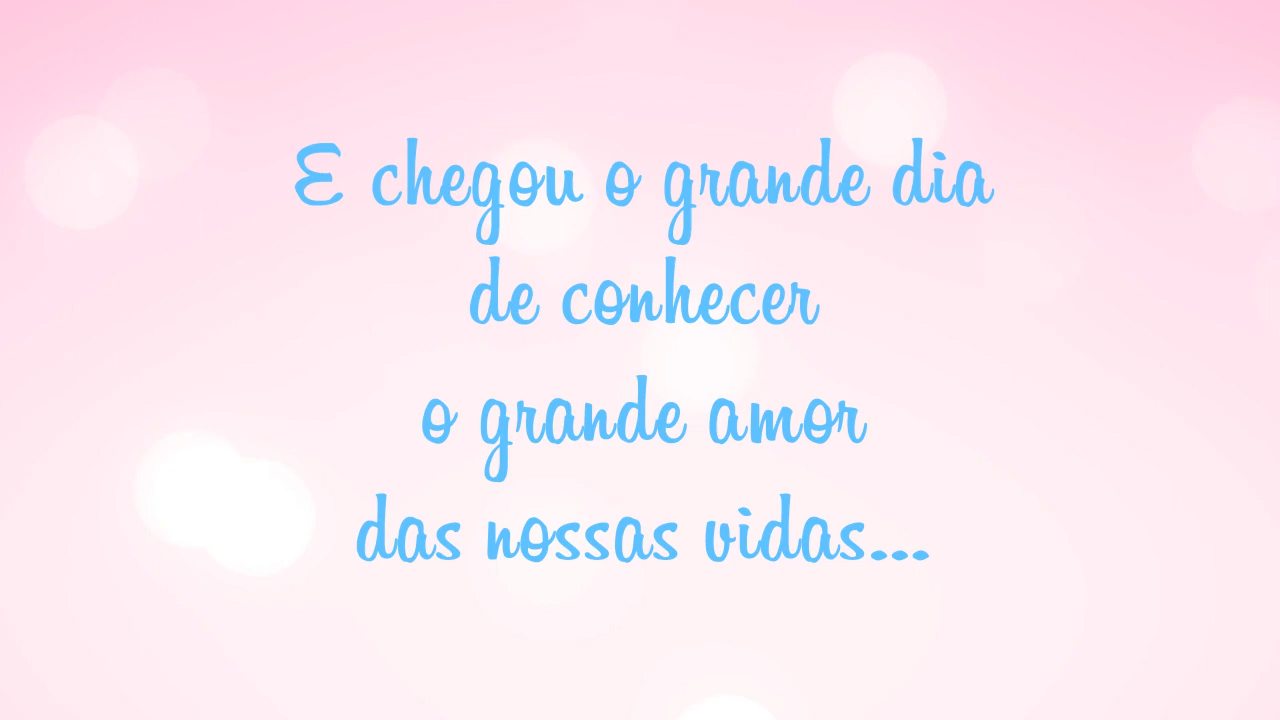 E chegou o grande dia
de conhecer
o grande amor
das nossas vidas...